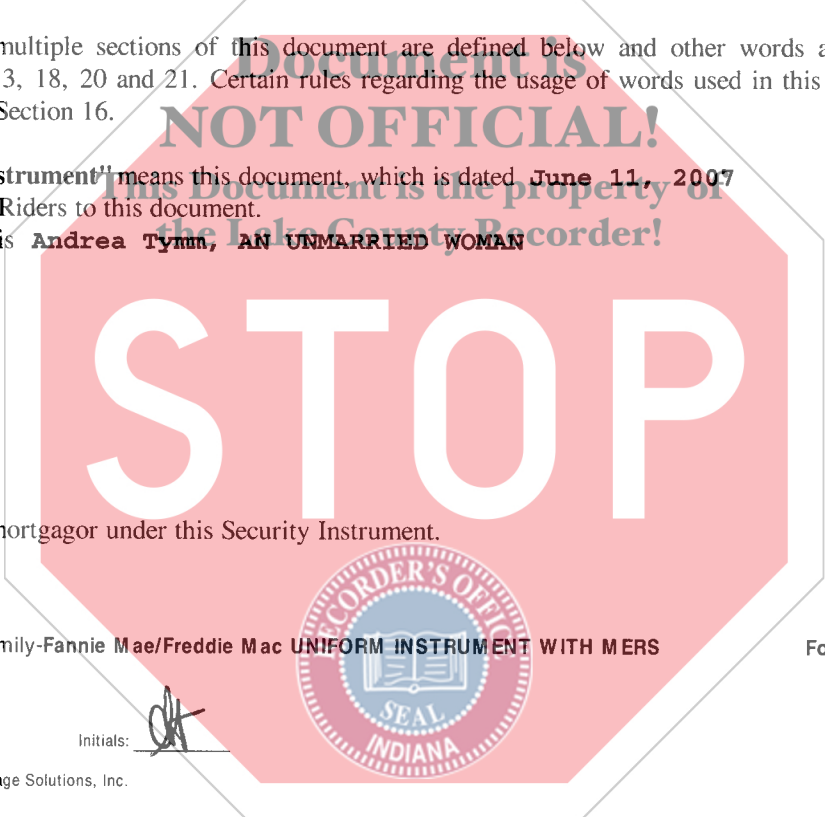 multiple sections of this document are defined below and other words a
3, 18, 20 and 21. Certain rules regarding the usage of words used in this
Section 16.
Document is
NOT OFFICIAL!
This Document is the property of
the Lake County Recorder!
strument" means this document, which is dated June 11, 2007
Riders to this document.
is Andrea Tymm, AN UNMARRIED WOMAN
STOP
mortgagor under this Security Instrument.
RECORDER'S OFFICE
SEAL
INDIANA
mily-Fannie Mae/Freddie Mac UNIFORM INSTRUMENT WITH MERS
Fo
Initials:
age Solutions, Inc.